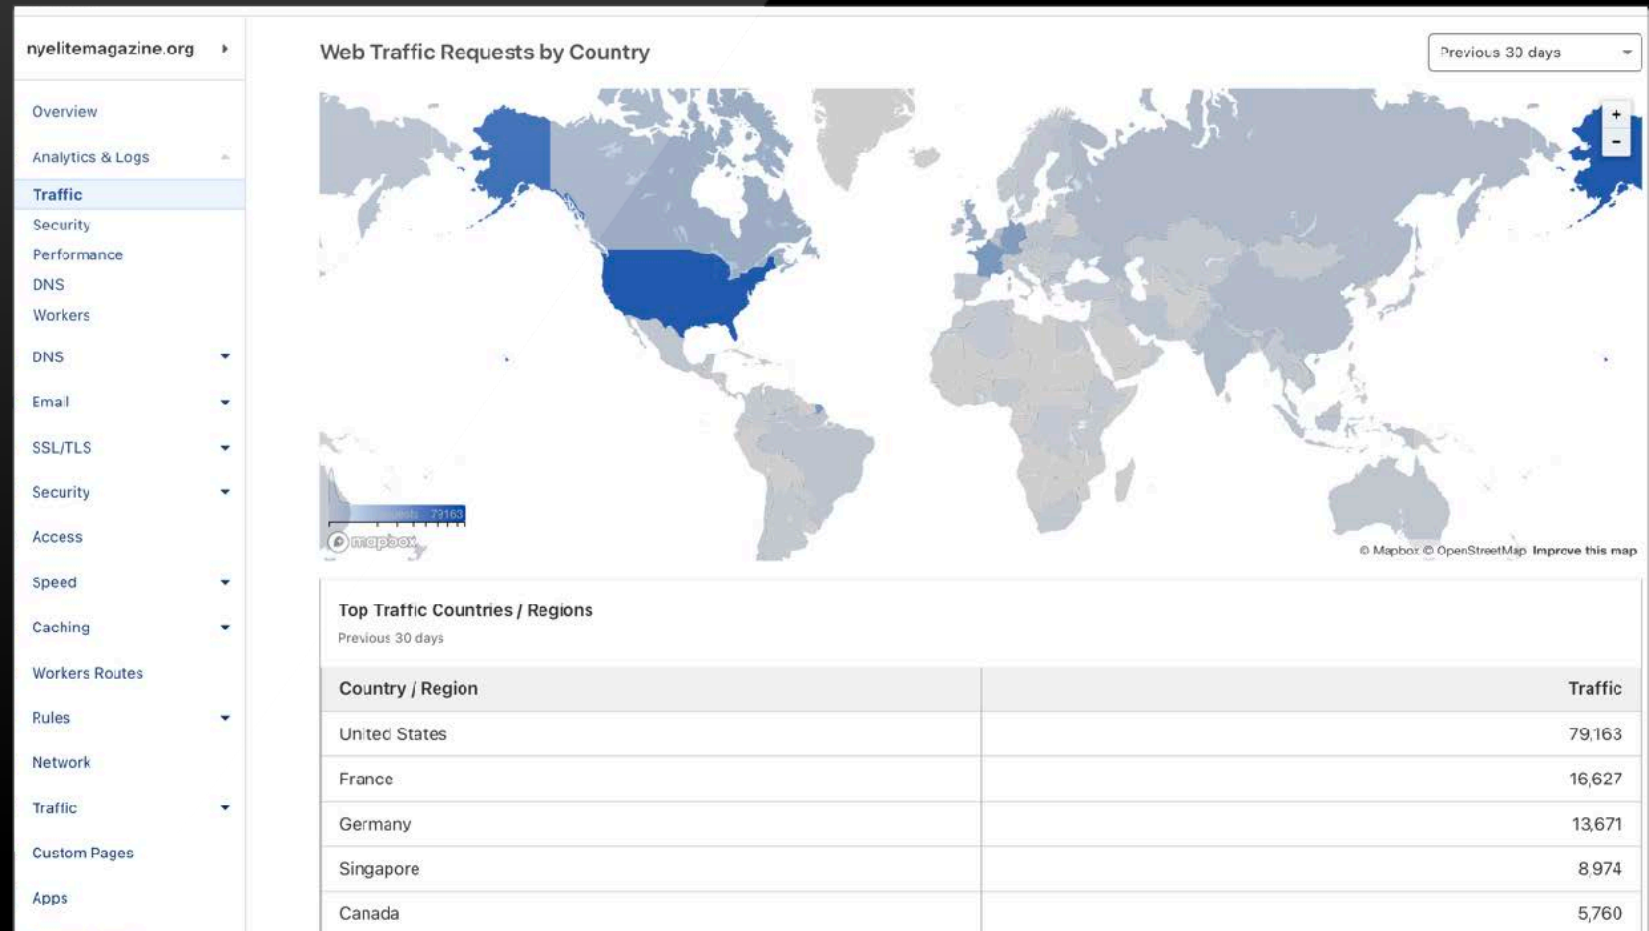 nyelitemagazine.org
Overview
Analytics & Logs
Traffic
Security
Performance
DNS
Workers
DNS
Email
SSL/TLS
Security
Access
Speed
Caching
Workers Routes
Rules
Network
Traffic
Custom Pages
Apps
Web Traffic Requests by Country
Previous 30 days
+
-
79163
mapbox
© Mapbox © OpenStreetMap Improve this map
Top Traffic Countries / Regions
Previous 30 days
Country / Region Traffic
United States 79,163
France 16,627
Germany 13,671
Singapore 8,974
Canada 5,760